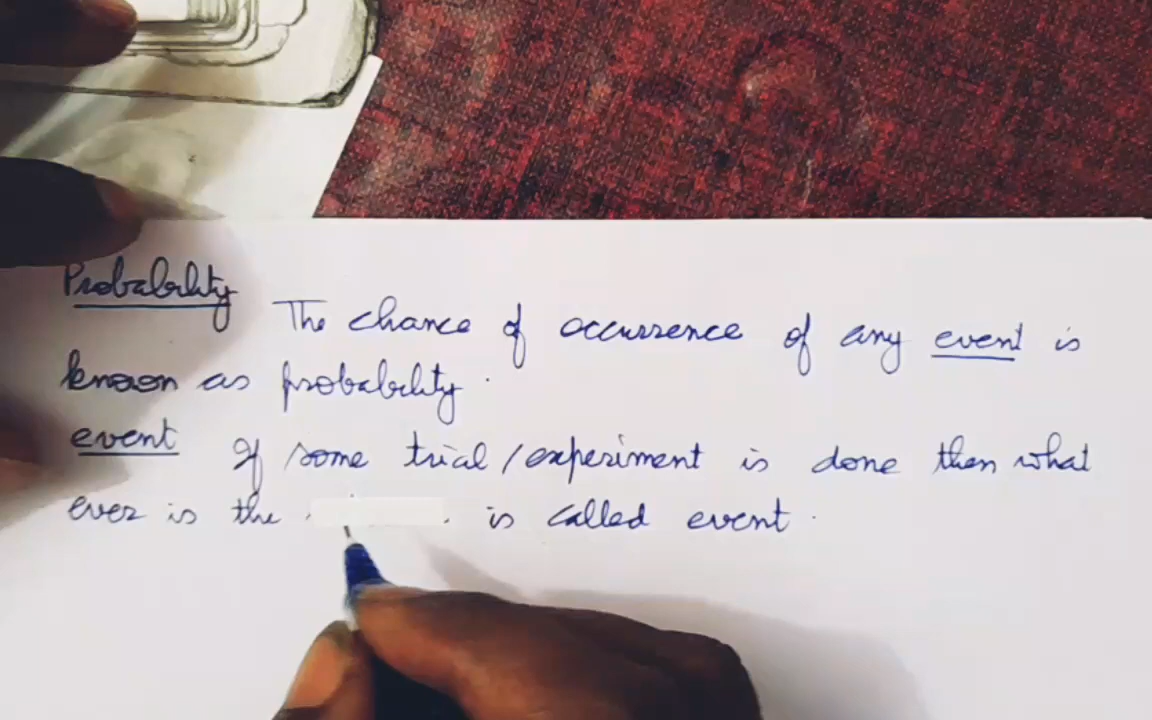 Probability The chance of occurrence of any event is
known as probability.
event If some trial/experiment is done then what
ever is the is called event.